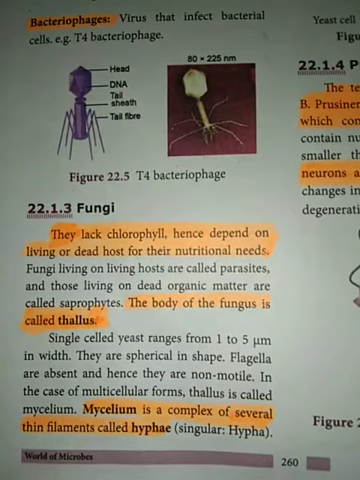 Bacteriophages: Virus that infect bacterial
cells. e.g. T4 bacteriophage.
80 × 225 nm
Head
DNA
Tail
sheath
Tail fibre
Figure 22.5 T4 bacteriophage
22.1.3 Fungi
They lack chlorophyll, hence depend on
living or dead host for their nutritional needs.
Fungi living on living hosts are called parasites,
and those living on dead organic matter are
called saprophytes. The body of the fungus is
called thallus.
Single celled yeast ranges from 1 to 5 µm
in width. They are spherical in shape. Flagella
are absent and hence they are non-motile. In
the case of multicellular forms, thallus is called
mycelium. Mycelium is a complex of several
thin filaments called hyphae (singular: Hypha).
World of Microbes
260
Yeast cell
Figu
22.1.4 P
The te
B. Prusiner
which con
contain nu
smaller th
neurons a
changes in
degenerati
Figure 2